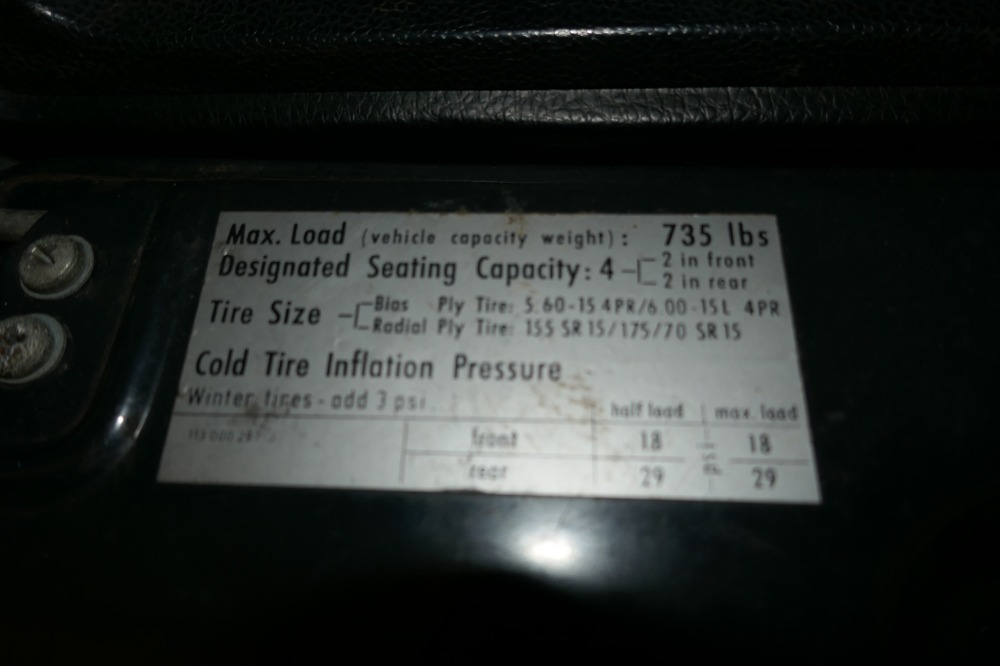 Max. Load (vehicle capacity weight): 735 lbs
Designated Seating Capacity: 4 - 2 in front
2 in rear
Tire Size - Bias Ply Tire: 5.60-15 4PR/6.00-15L 4PR
Radial Ply Tire: 155 SR 15/175/70 SR 15
Cold Tire Inflation Pressure
Winter tires - add 3 psi
half load max. load
front 18 psi 18
rear 29 29